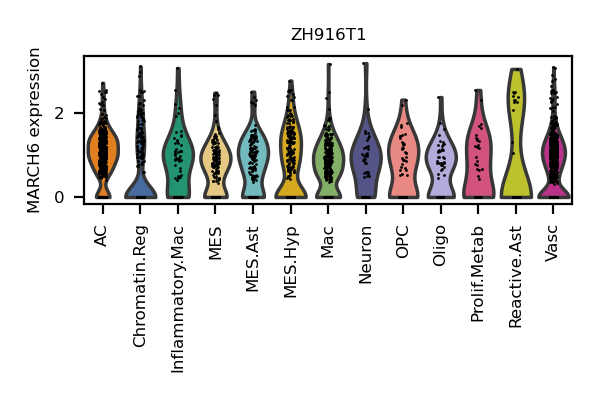 ZH916T1
MARCH6 expression
2
0
AC
Chromatin.Reg
Inflammatory.Mac
MES
MES.Ast
MES.Hyp
Mac
Neuron
OPC
Oligo
Prolif.Metab
Reactive.Ast
Vasc